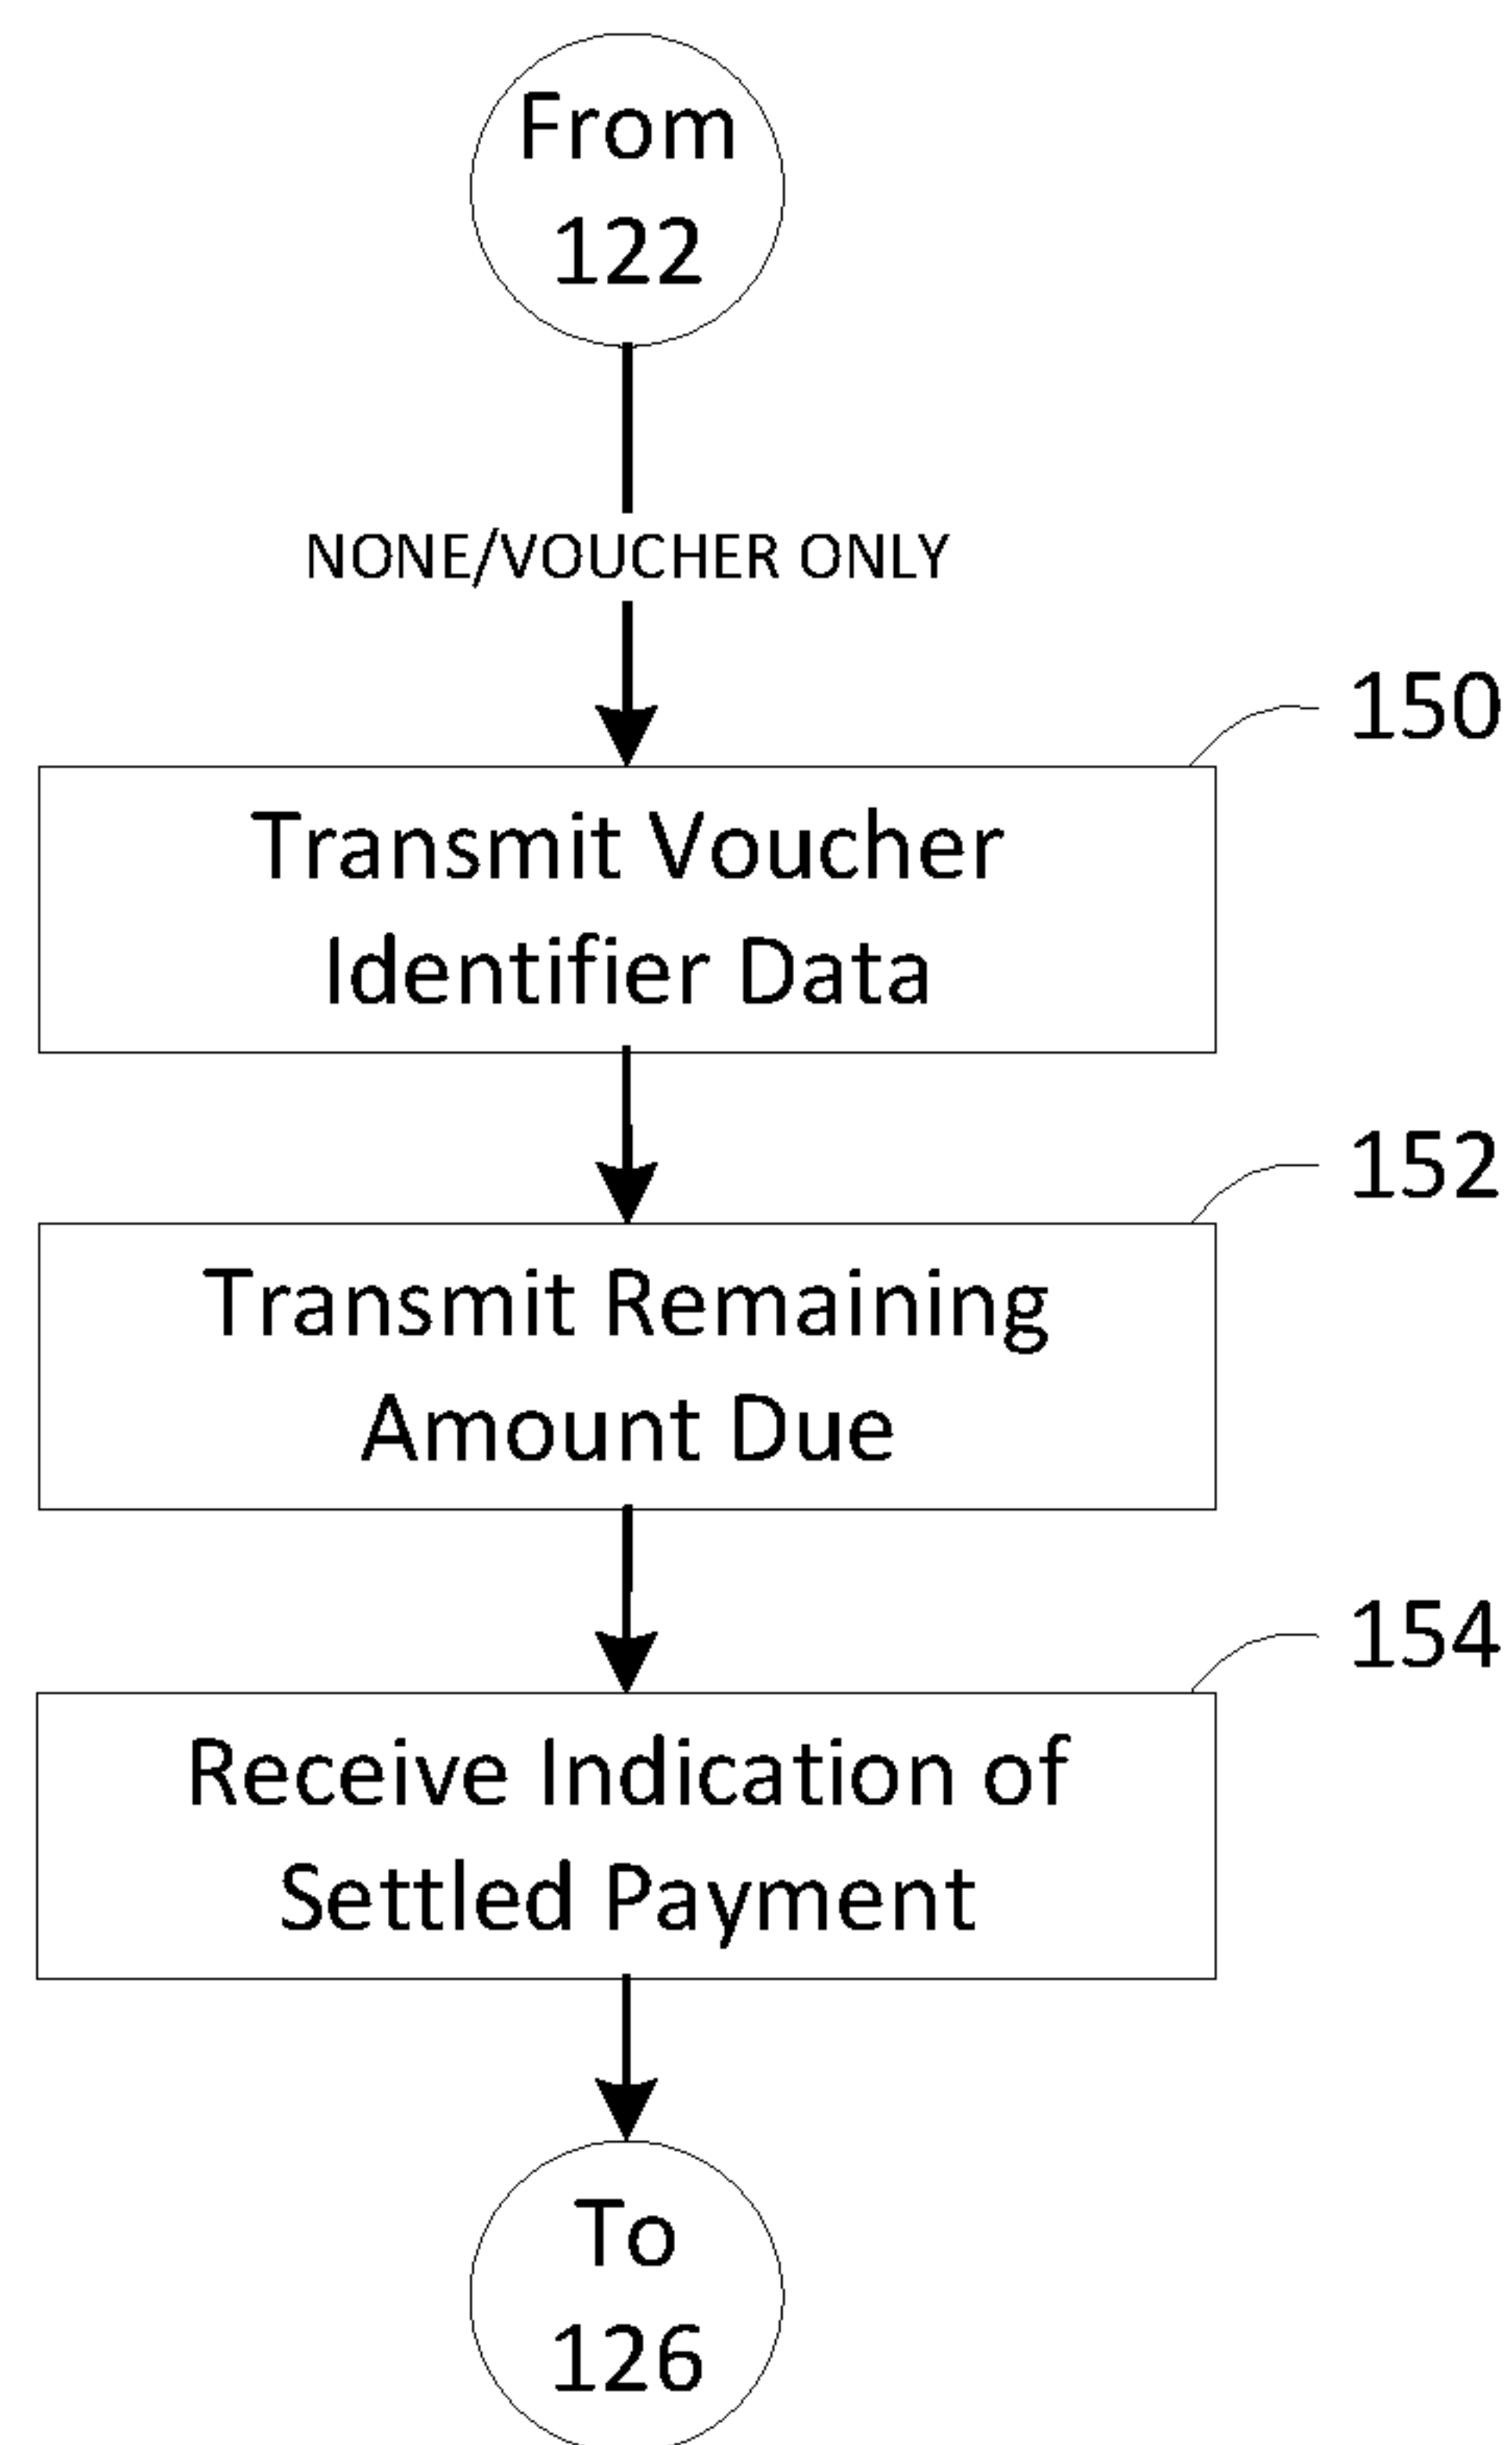 From
122
NONE/VOUCHER ONLY
150
Transmit Voucher
Identifier Data
152
Transmit Remaining
Amount Due
154
Receive Indication of
Settled Payment
To
126